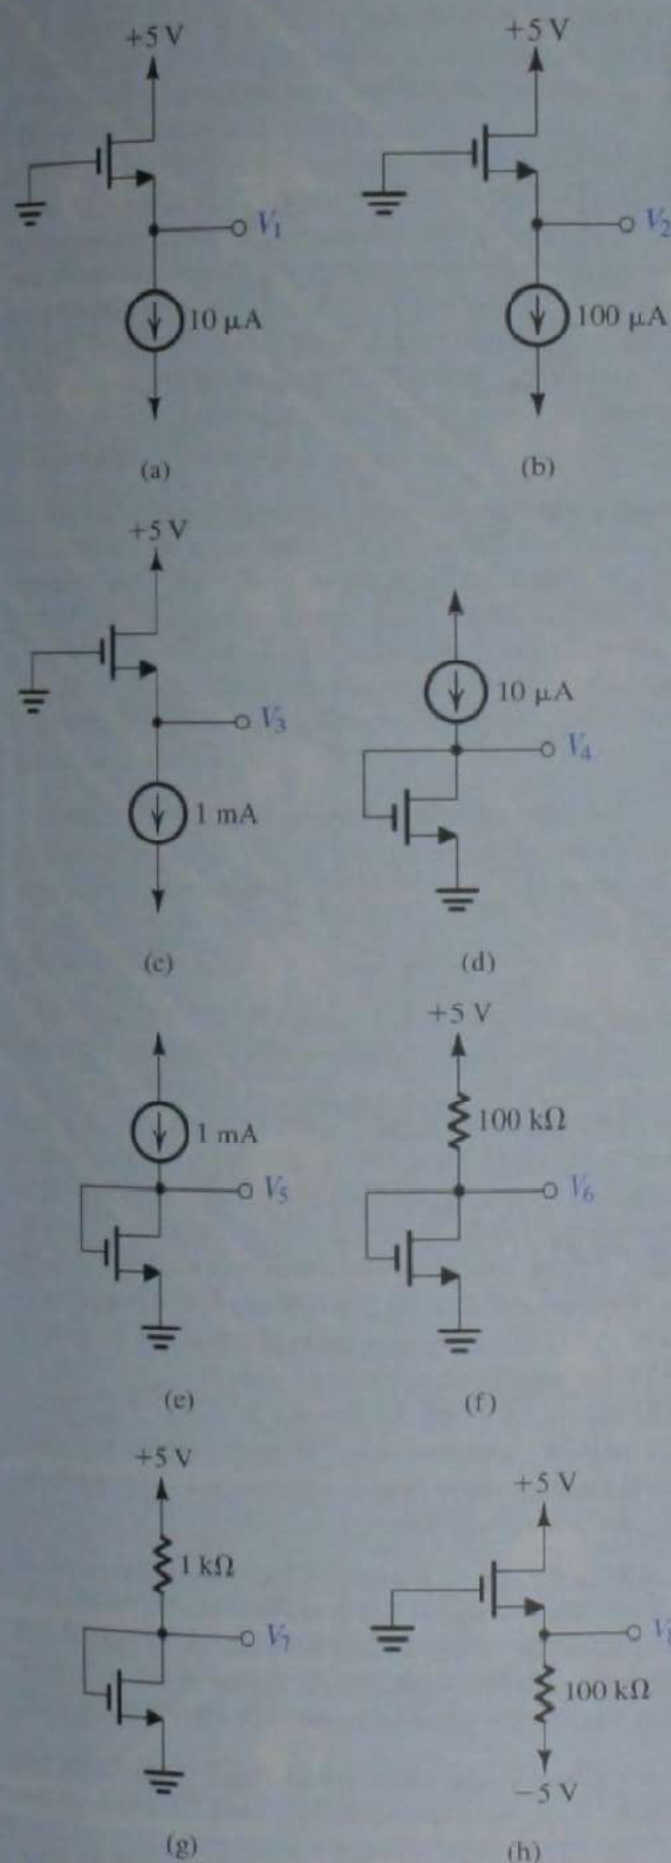 +5 V
+5 V
V₁
V₂
10 μA
100 μA
(a)
(b)
+5 V
V₃
10 μA
V₄
1 mA
(c)
(d)
+5 V
1 mA
100 kΩ
V₅
V₆
(e)
(f)
+5 V
+5 V
1 kΩ
V₇
100 kΩ
−5 V
(g)
(h)